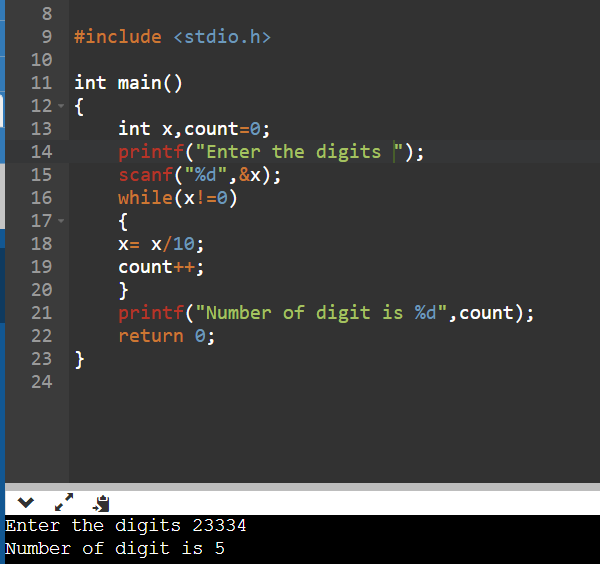 8
9 #include <stdio.h>
10
11 int main()
12 {
13 int x,count=0;
14 printf("Enter the digits ");
15 scanf("%d",&x);
16 while(x!=0)
17 {
18 x= x/10;
19 count++;
20 }
21 printf("Number of digit is %d",count);
22 return 0;
23 }
24
Enter the digits 23334
Number of digit is 5